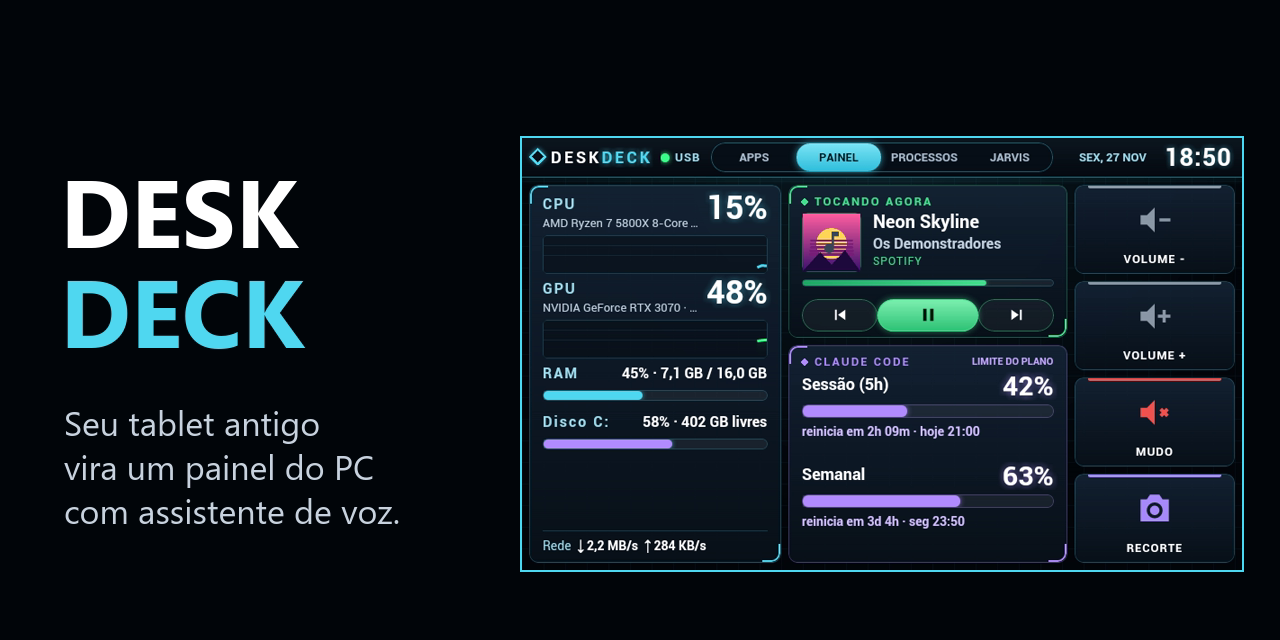 DESK
DECK
Seu tablet antigo
vira um painel do PC
com assistente de voz.
DESKDECK USB APPS PAINEL PROCESSOS JARVIS SEX, 27 NOV 18:50
CPU 15%
AMD Ryzen 7 5800X 8-Core ...
GPU 48%
NVIDIA GeForce RTX 3070 · ...
RAM 45% · 7,1 GB / 16,0 GB
Disco C: 58% · 402 GB livres
Rede ↓ 2,2 MB/s ↑ 284 KB/s
TOCANDO AGORA
Neon Skyline
Os Demonstradores
SPOTIFY
CLAUDE CODE LIMITE DO PLANO
Sessão (5h) 42%
reinicia em 2h 09m · hoje 21:00
Semanal 63%
reinicia em 3d 4h · seg 23:50
VOLUME -
VOLUME +
MUDO
RECORTE